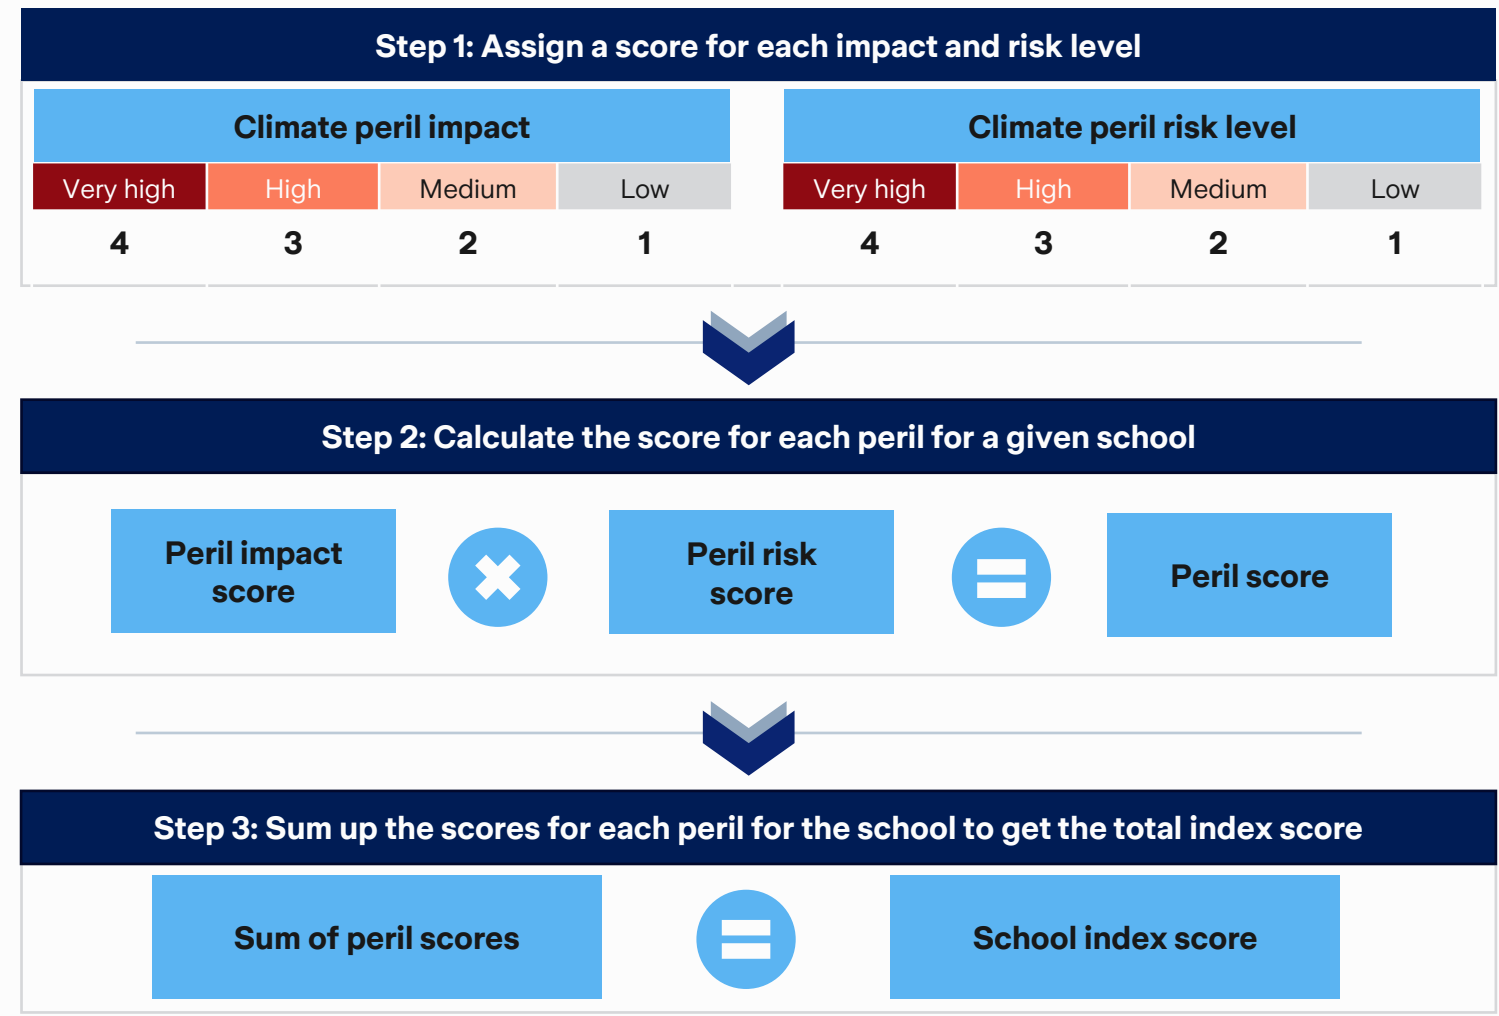 Step 1: Assign a score for each impact and risk level
Climate peril impact
Climate peril risk level
Very high High Medium Low
Very high High Medium Low
4 3 2 1
4 3 2 1
Step 2: Calculate the score for each peril for a given school
Peril impact
score
Peril risk
score
Peril score
Step 3: Sum up the scores for each peril for the school to get the total index score
Sum of peril scores
School index score